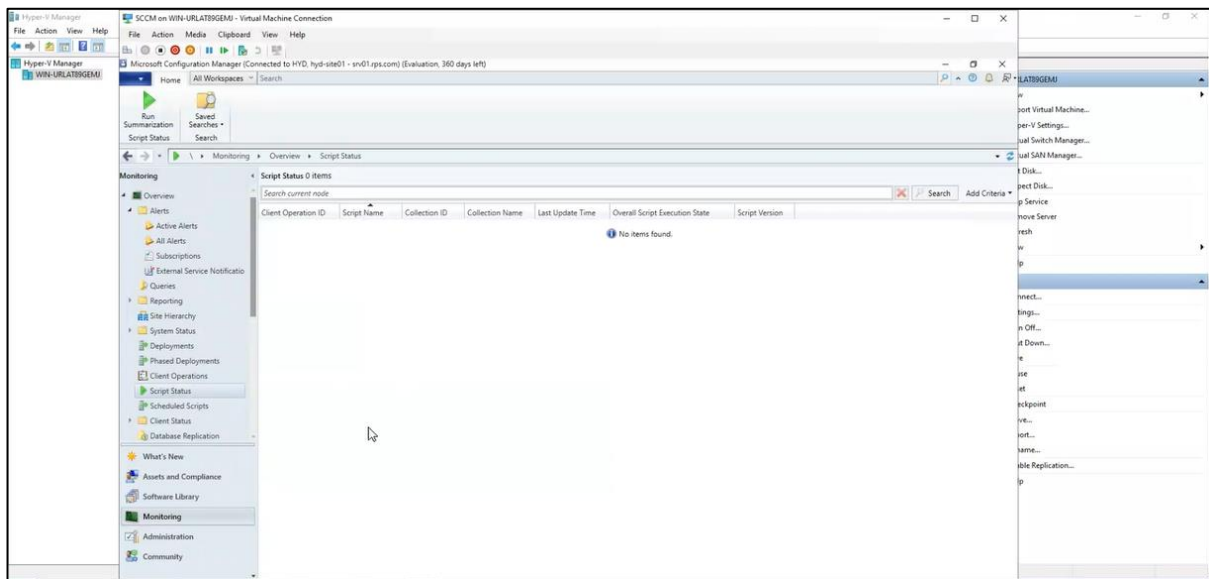 Hyper-V Manager
File Action View Help
Hyper-V Manager
WIN-URLAT89GEMJ
SCCM on WIN-URLAT89GEMJ - Virtual Machine Connection
File Action Media Clipboard View Help
Microsoft Configuration Manager (Connected to HYD, hyd-site01 - srv01.rps.com) (Evaluation, 360 days left)
Home All Workspaces Search
Run Summarization
Saved Searches
Script Status Search
\ Monitoring Overview Script Status
Monitoring
Overview
Alerts
Active Alerts
All Alerts
Subscriptions
External Service Notificatio
Queries
Reporting
Site Hierarchy
System Status
Deployments
Phased Deployments
Client Operations
Script Status
Scheduled Scripts
Client Status
Database Replication
What's New
Assets and Compliance
Software Library
Monitoring
Administration
Community
Script Status 0 items
Search current node Search Add Criteria
Client Operation ID Script Name Collection ID Collection Name Last Update Time Overall Script Execution State Script Version
No items found.
LAT89GEMJ
w
port Virtual Machine...
per-V Settings...
ual Switch Manager...
ual SAN Manager...
t Disk...
pect Disk...
p Service
move Server
resh
w
p
nnect...
tings...
n Off...
ut Down...
ve
use
et
eckpoint
ve...
ort...
name...
ble Replication...
p